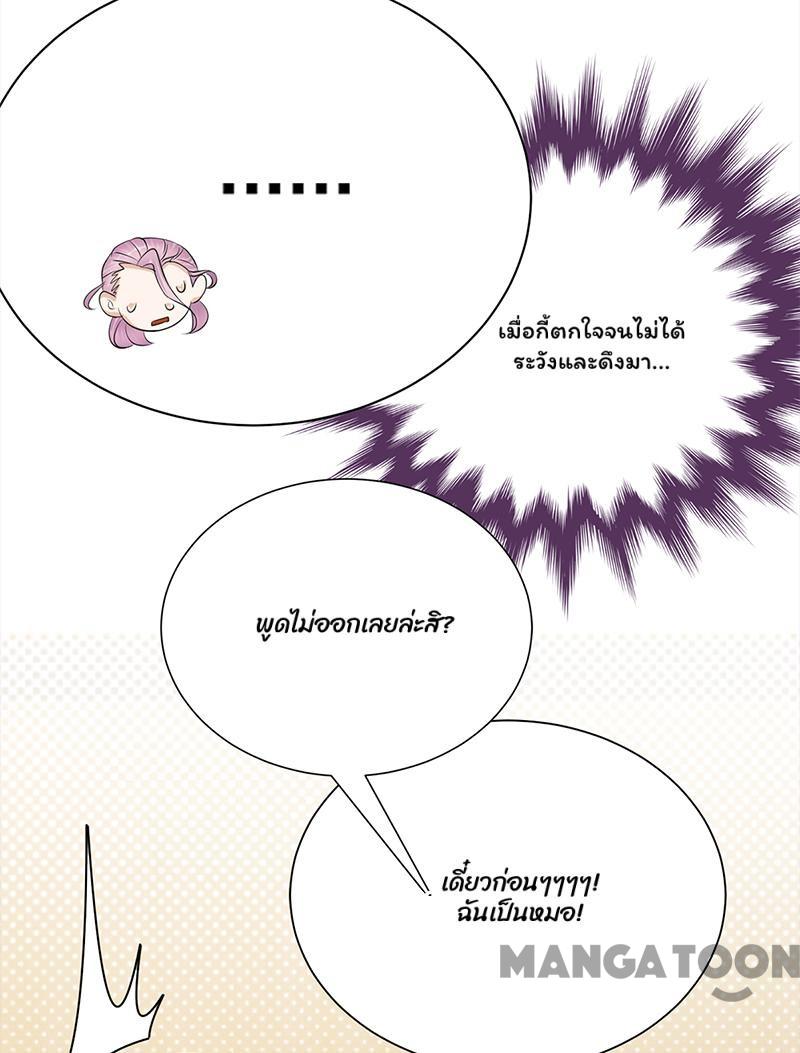 ......
เมื่อกี้ตกใจจนไม่ได้
ระวังและดึงมา...
พูดไม่ออกเลยล่ะสิ?
เดี๋ยวก่อนๆๆๆๆ!
ฉันเป็นหมอ!
MANGATOON